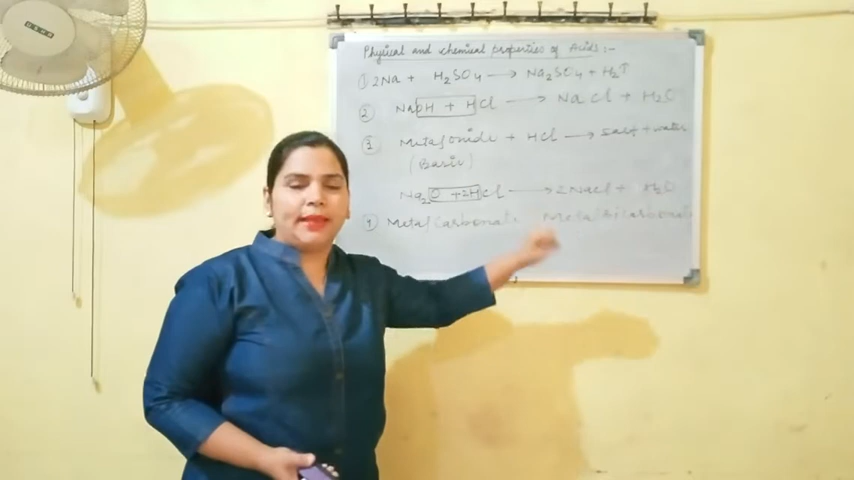 Physical and chemical properties of Acids:-
① 2Na + H₂SO₄ → Na₂SO₄ + H₂↑
② NaOH + HCl → NaCl + H₂O
③ Metal oxide + HCl → salt + water
(Basic)
Na₂O + 2HCl → 2NaCl + H₂O
④ Metal Carbonate Metal Bicarbonate